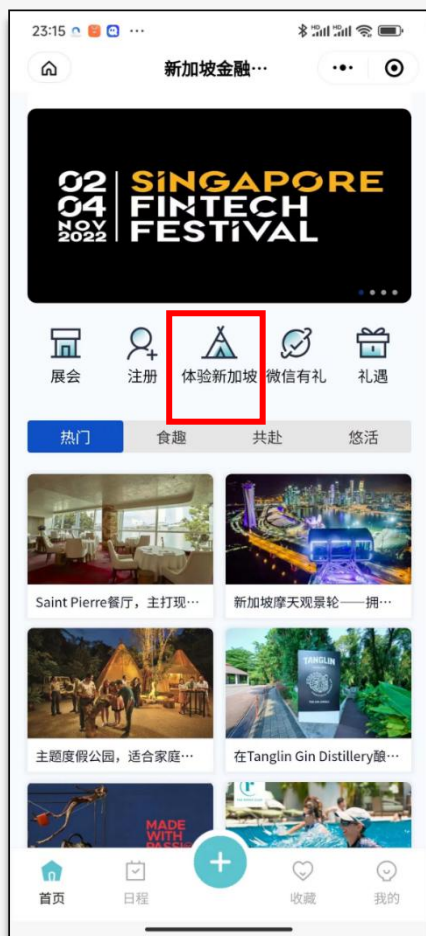 23:15
新加坡金融…
02
04
NOV
2022
SINGAPORE
FINTECH
FESTIVAL
展会
注册
体验新加坡
微信有礼
礼遇
热门
食趣
共赴
悠活
Saint Pierre餐厅，主打现…
新加坡摩天观景轮——拥…
TANGLIN
主题度假公园，适合家庭…
在Tanglin Gin Distillery酿…
MADE
WITH
PASSI
首页
日程
收藏
我的